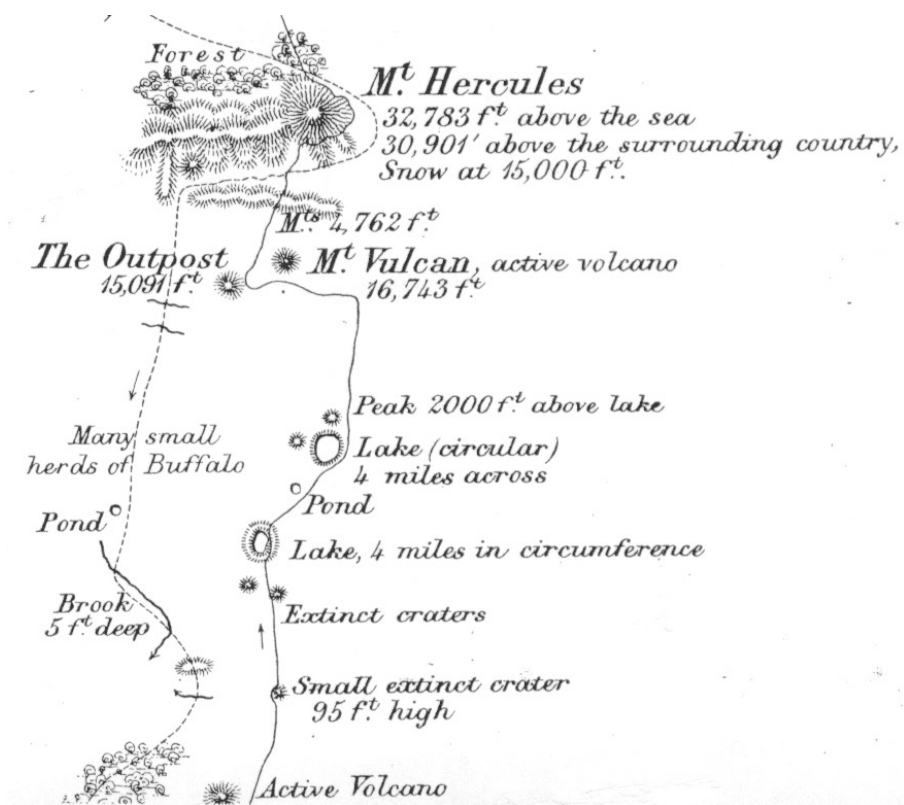 Forest
Mt. Hercules
32,783 ft. above the sea
30,901' above the surrounding country,
Snow at 15,000 ft.
Mts. 4,762 ft.
The Outpost
15,091 ft.
Mt. Vulcan, active volcano
16,743 ft.
Peak 2000 ft. above lake
Many small
herds of Buffalo
Lake (circular)
4 miles across
Pond
Pond
Lake, 4 miles in circumference
Brook
5 ft. deep
Extinct craters
Small extinct crater
95 ft. high
Active Volcano